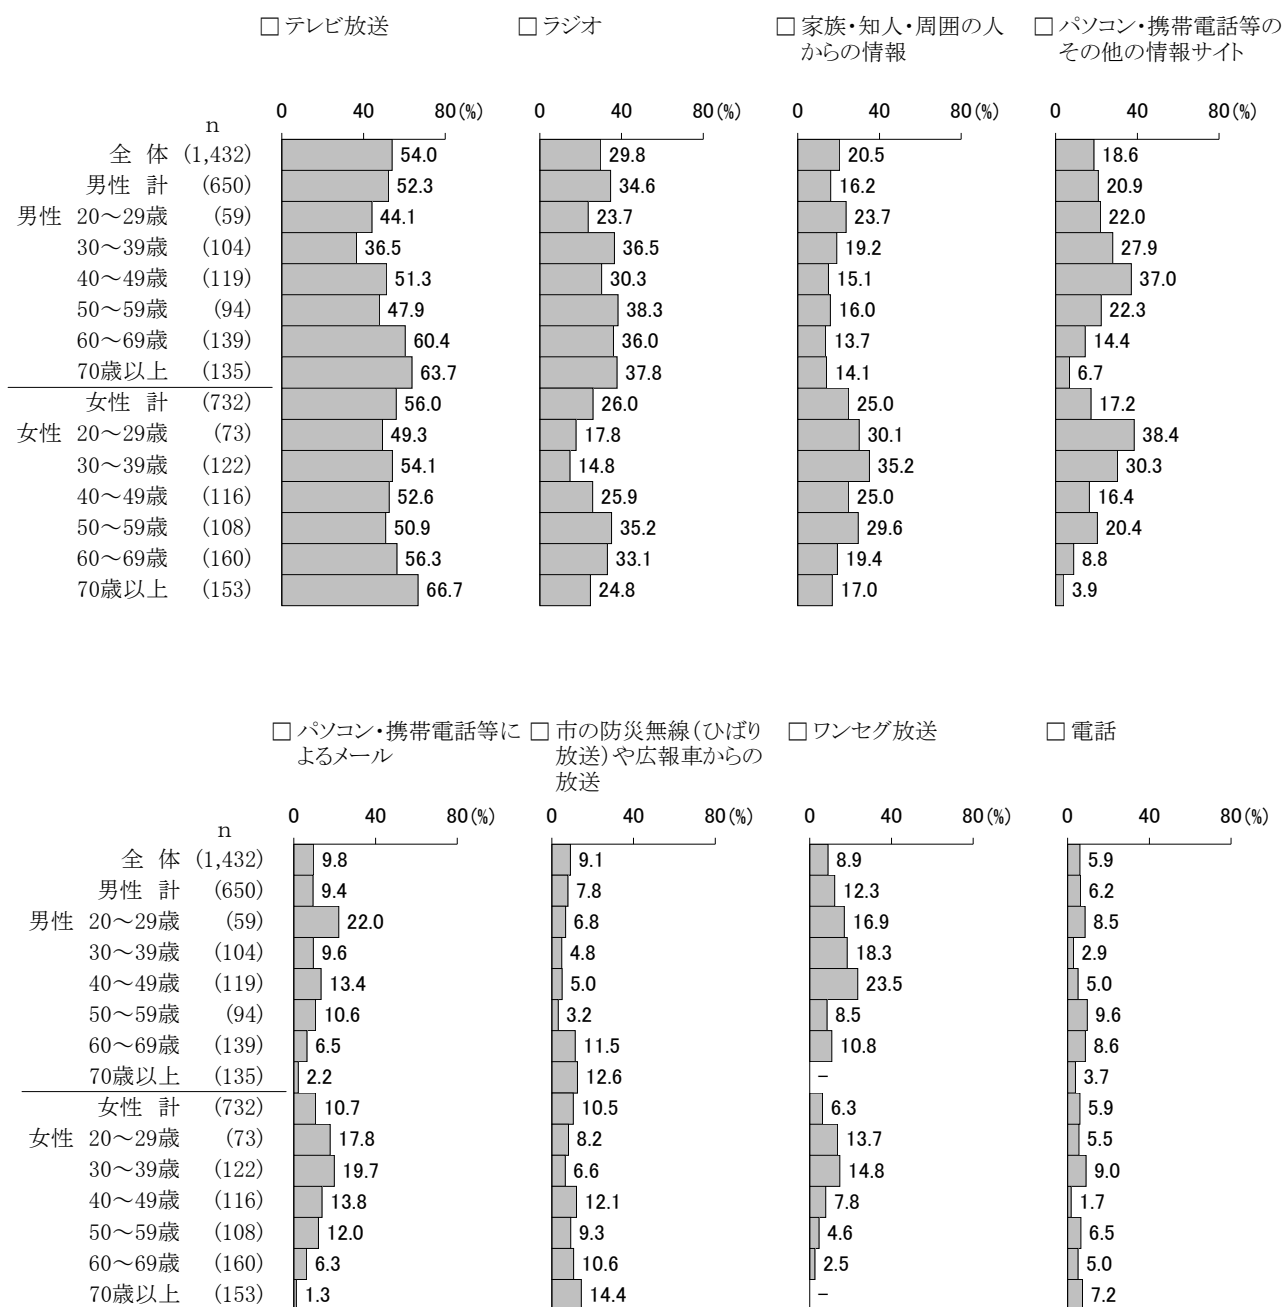 □ テレビ放送 □ ラジオ □ 家族・知人・周囲の人 □ パソコン・携帯電話等の
からの情報 その他の情報サイト
0 40 80(%) 0 40 80(%) 0 40 80(%) 0 40 80(%)
n
全 体 (1,432) 54.0 29.8 20.5 18.6
男性 計 (650) 52.3 34.6 16.2 20.9
男性 20～29歳 (59) 44.1 23.7 23.7 22.0
30～39歳 (104) 36.5 36.5 19.2 27.9
40～49歳 (119) 51.3 30.3 15.1 37.0
50～59歳 (94) 47.9 38.3 16.0 22.3
60～69歳 (139) 60.4 36.0 13.7 14.4
70歳以上 (135) 63.7 37.8 14.1 6.7
女性 計 (732) 56.0 26.0 25.0 17.2
女性 20～29歳 (73) 49.3 17.8 30.1 38.4
30～39歳 (122) 54.1 14.8 35.2 30.3
40～49歳 (116) 52.6 25.9 25.0 16.4
50～59歳 (108) 50.9 35.2 29.6 20.4
60～69歳 (160) 56.3 33.1 19.4 8.8
70歳以上 (153) 66.7 24.8 17.0 3.9
□ パソコン・携帯電話等に □ 市の防災無線（ひばり □ ワンセグ放送 □ 電話
よるメール 放送）や広報車からの
放送
0 40 80(%) 0 40 80(%) 0 40 80(%) 0 40 80(%)
n
全 体 (1,432) 9.8 9.1 8.9 5.9
男性 計 (650) 9.4 7.8 12.3 6.2
男性 20～29歳 (59) 22.0 6.8 16.9 8.5
30～39歳 (104) 9.6 4.8 18.3 2.9
40～49歳 (119) 13.4 5.0 23.5 5.0
50～59歳 (94) 10.6 3.2 8.5 9.6
60～69歳 (139) 6.5 11.5 10.8 8.6
70歳以上 (135) 2.2 12.6 － 3.7
女性 計 (732) 10.7 10.5 6.3 5.9
女性 20～29歳 (73) 17.8 8.2 13.7 5.5
30～39歳 (122) 19.7 6.6 14.8 9.0
40～49歳 (116) 13.8 12.1 7.8 1.7
50～59歳 (108) 12.0 9.3 4.6 6.5
60～69歳 (160) 6.3 10.6 2.5 5.0
70歳以上 (153) 1.3 14.4 － 7.2